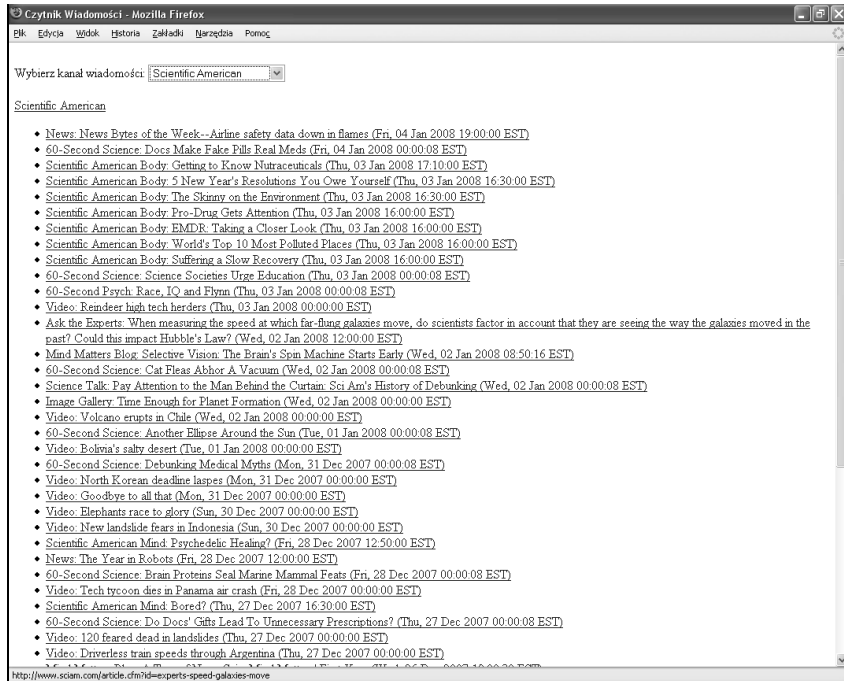 Czytnik Wiadomości - Mozilla Firefox
Plik Edycja Widok Historia Zakładki Narzędzia Pomoc
Wybierz kanał wiadomości: Scientific American
Scientific American
News: News Bytes of the Week--Airline safety data down in flames (Fri, 04 Jan 2008 19:00:00 EST)
60-Second Science: Docs Make Fake Pills Real Meds (Fri, 04 Jan 2008 00:00:08 EST)
Scientific American Body: Getting to Know Nutraceuticals (Thu, 03 Jan 2008 17:10:00 EST)
Scientific American Body: 5 New Year's Resolutions You Owe Yourself (Thu, 03 Jan 2008 16:30:00 EST)
Scientific American Body: The Skinny on the Environment (Thu, 03 Jan 2008 16:30:00 EST)
Scientific American Body: Pro-Drug Gets Attention (Thu, 03 Jan 2008 16:00:00 EST)
Scientific American Body: EMDR: Taking a Closer Look (Thu, 03 Jan 2008 16:00:00 EST)
Scientific American Body: World's Top 10 Most Polluted Places (Thu, 03 Jan 2008 16:00:00 EST)
Scientific American Body: Suffering a Slow Recovery (Thu, 03 Jan 2008 16:00:00 EST)
60-Second Science: Science Societies Urge Education (Thu, 03 Jan 2008 00:00:08 EST)
60-Second Psych: Race, IQ and Flynn (Thu, 03 Jan 2008 00:00:08 EST)
Video: Reindeer high tech herders (Thu, 03 Jan 2008 00:00:00 EST)
Ask the Experts: When measuring the speed at which far-flung galaxies move, do scientists factor in account that they are seeing the way the galaxies moved in the
past? Could this impact Hubble's Law? (Wed, 02 Jan 2008 12:00:00 EST)
Mind Matters Blog: Selective Vision: The Brain's Spin Machine Starts Early (Wed, 02 Jan 2008 08:50:16 EST)
60-Second Science: Cat Fleas Abhor A Vacuum (Wed, 02 Jan 2008 00:00:08 EST)
Science Talk: Pay Attention to the Man Behind the Curtain: Sci Am's History of Debunking (Wed, 02 Jan 2008 00:00:00 EST)
Image Gallery: Time Enough for Planet Formation (Wed, 02 Jan 2008 00:00:00 EST)
Video: Volcano erupts in Chile (Wed, 02 Jan 2008 00:00:00 EST)
60-Second Science: Another Ellipse Around the Sun (Tue, 01 Jan 2008 00:00:08 EST)
Video: Bolivia's salty desert (Tue, 01 Jan 2008 00:00:00 EST)
60-Second Science: Debunking Medical Myths (Mon, 31 Dec 2007 00:00:08 EST)
Video: North Korean deadline laspes (Mon, 31 Dec 2007 00:00:00 EST)
Video: Goodbye to all that (Mon, 31 Dec 2007 00:00:00 EST)
Video: Elephants race to glory (Sun, 30 Dec 2007 00:00:00 EST)
Video: New landslide fears in Indonesia (Sun, 30 Dec 2007 00:00:00 EST)
Scientific American Mind: Psychedelic Healing? (Fri, 28 Dec 2007 12:50:00 EST)
News: The Year in Robots (Fri, 28 Dec 2007 12:00:00 EST)
60-Second Science: Brain Proteins Seal Marine Mammal Feats (Fri, 28 Dec 2007 00:00:08 EST)
Video: Tech tycoon dies in Panama air crash (Fri, 28 Dec 2007 00:00:00 EST)
Scientific American Mind: Bored? (Thu, 27 Dec 2007 16:30:00 EST)
60-Second Science: Do Docs' Gifts Lead To Unnecessary Prescriptions? (Thu, 27 Dec 2007 00:00:08 EST)
Video: 120 feared dead in landslides (Thu, 27 Dec 2007 00:00:00 EST)
Video: Driverless train speeds through Argentina (Thu, 27 Dec 2007 00:00:00 EST)
http://www.sciam.com/article.cfm?id=experts-speed-galaxies-move